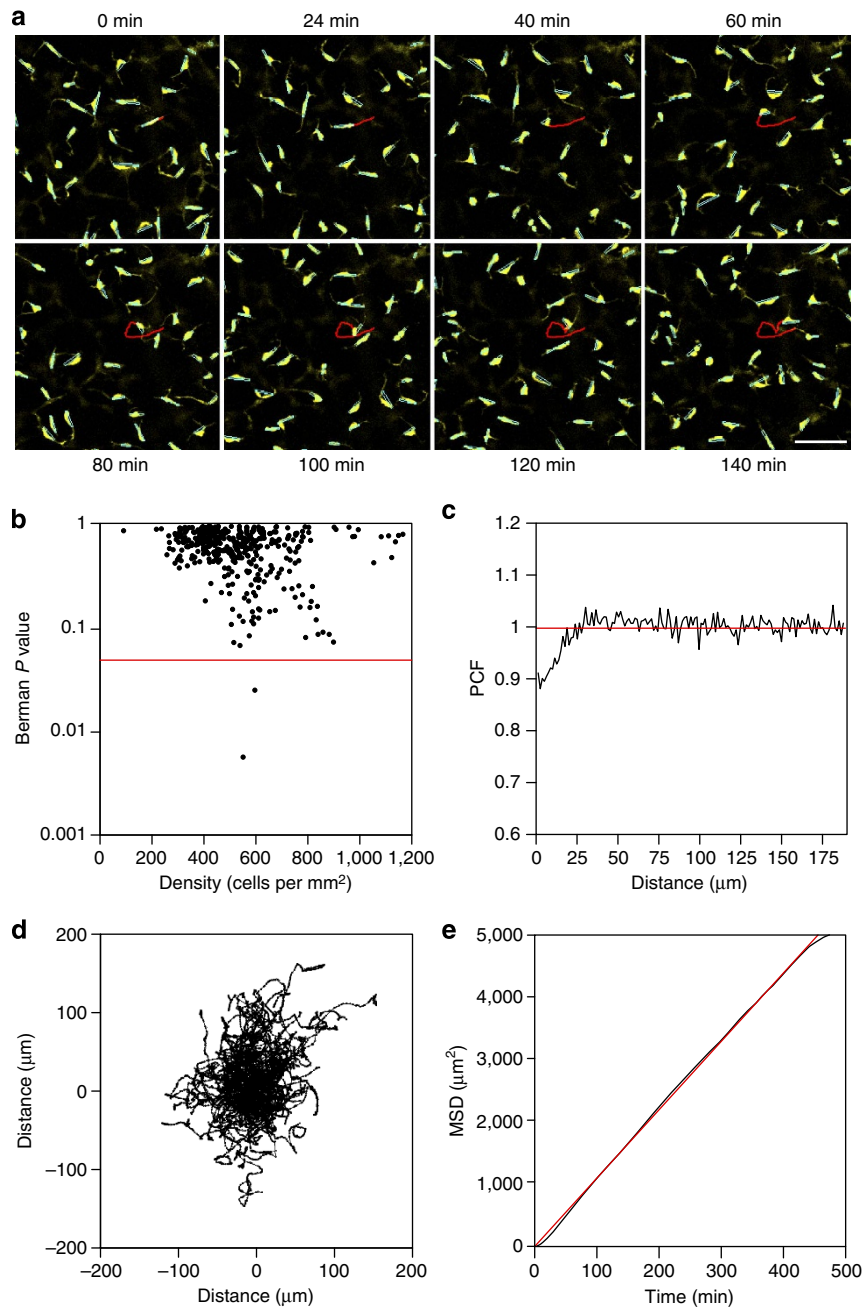 a
0 min 24 min 40 min 60 min
80 min 100 min 120 min 140 min
b
1
0.1
0.01
0.001
Berman P value
0 200 400 600 800 1,000 1,200
Density (cells per mm²)
c
1.2
1.1
1
0.9
0.8
0.7
0.6
PCF
0 25 50 75 100 125 150 175
Distance (μm)
d
200
100
0
−100
−200
Distance (μm)
−200 −100 0 100 200
Distance (μm)
e
5,000
4,000
3,000
2,000
1,000
0
MSD (μm²)
0 100 200 300 400 500
Time (min)